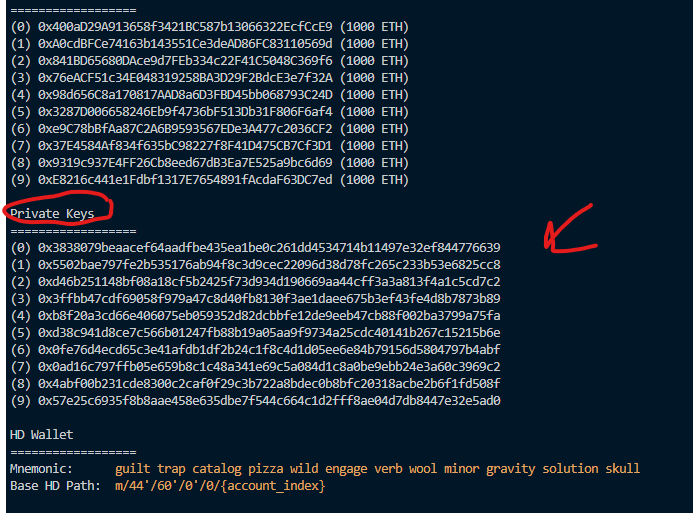 ==================
(0) 0x400aD29A913658f3421BC587b13066322EcfCcE9 (1000 ETH)
(1) 0xA0cdBFCe74163b143551Ce3deAD86FC83110569d (1000 ETH)
(2) 0x841BD65680DAce9d7FEb334c22F41C5048C369f6 (1000 ETH)
(3) 0x76eACF51c34E048319258BA3D29F2BdcE3e7f32A (1000 ETH)
(4) 0x98d656C8a170817AAD8a6D3FBD45bb068793C24D (1000 ETH)
(5) 0x3287D006658246Eb9f4736bF513Db31F806F6af4 (1000 ETH)
(6) 0xe9C78bBfAa87C2A6B9593567EDe3A477c2036CF2 (1000 ETH)
(7) 0x37E4584Af834f635bC98227f8F41D475CB7Cf3D1 (1000 ETH)
(8) 0x9319c937E4FF26Cb8eed67dB3Ea7E525a9bc6d69 (1000 ETH)
(9) 0xE8216c441e1Fdbf1317E7654891fAcdaF63DC7ed (1000 ETH)
Private Keys
==================
(0) 0x3838079beaacef64aadfbe435ea1be0c261dd4534714b11497e32ef844776639
(1) 0x5502bae797fe2b535176ab94f8c3d9cec22096d38d78fc265c233b53e6825cc8
(2) 0xd46b251148bf08a18cf5b2425f73d934d190669aa44cff3a3a813f4a1c5cd7c2
(3) 0x3ffbb47cdf69058f979a47c8d40fb8130f3ae1daee675b3ef43fe4d8b7873b89
(4) 0xb8f20a3cd66e406075eb059352d82dcbbfe12de9eeb47cb88f002ba3799a75fa
(5) 0xd38c941d8ce7c566b01247fb88b19a05aa9f9734a25cdc40141b267c15215b6e
(6) 0x0fe76d4ecd65c3e41afdb1df2b24c1f8c4d1d05ee6e84b79156d5804797b4abf
(7) 0x0ad16c797ffb05e659b8c1c48a341e69c5a084d1c8a0be9ebb24e3a60c3969c2
(8) 0x4abf00b231cde8300c2caf0f29c3b722a8bdec0b8bfc20318acbe2b6f1fd508f
(9) 0x57e25c6935f8b8aae458e635dbe7f544c664c1d2fff8ae04d7db8447e32e5ad0
HD Wallet
==================
Mnemonic: guilt trap catalog pizza wild engage verb wool minor gravity solution skull
Base HD Path: m/44'/60'/0'/0/{account_index}